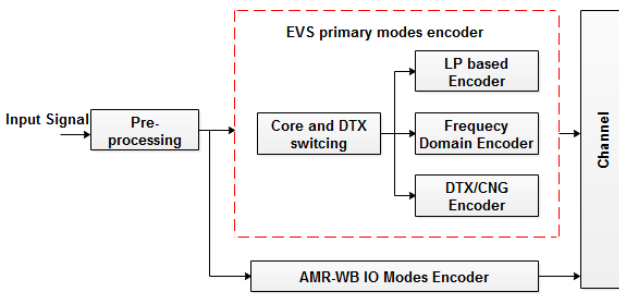 EVS primary modes encoder
LP based
Encoder
Input Signal
Pre-
processing
Core and DTX
switcing
Frequecy
Domain Encoder
DTX/CNG
Encoder
AMR-WB IO Modes Encoder
Channel